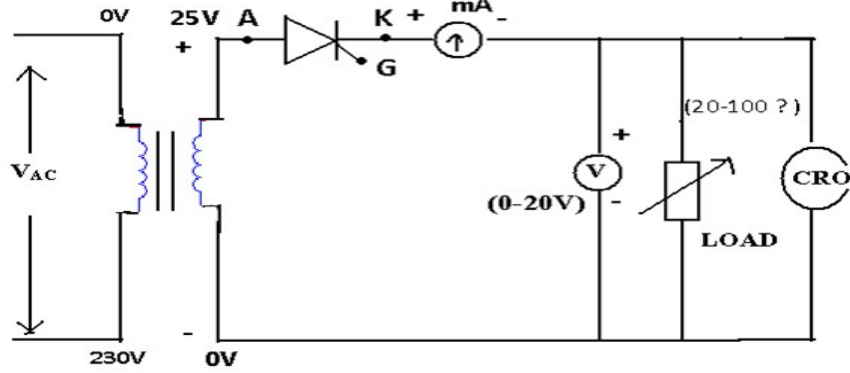 0V
25V
A
K
+
mA
-
+
G
(20-100 ?)
VAC
+
V
CRO
(0-20V)
-
LOAD
-
230V
0V